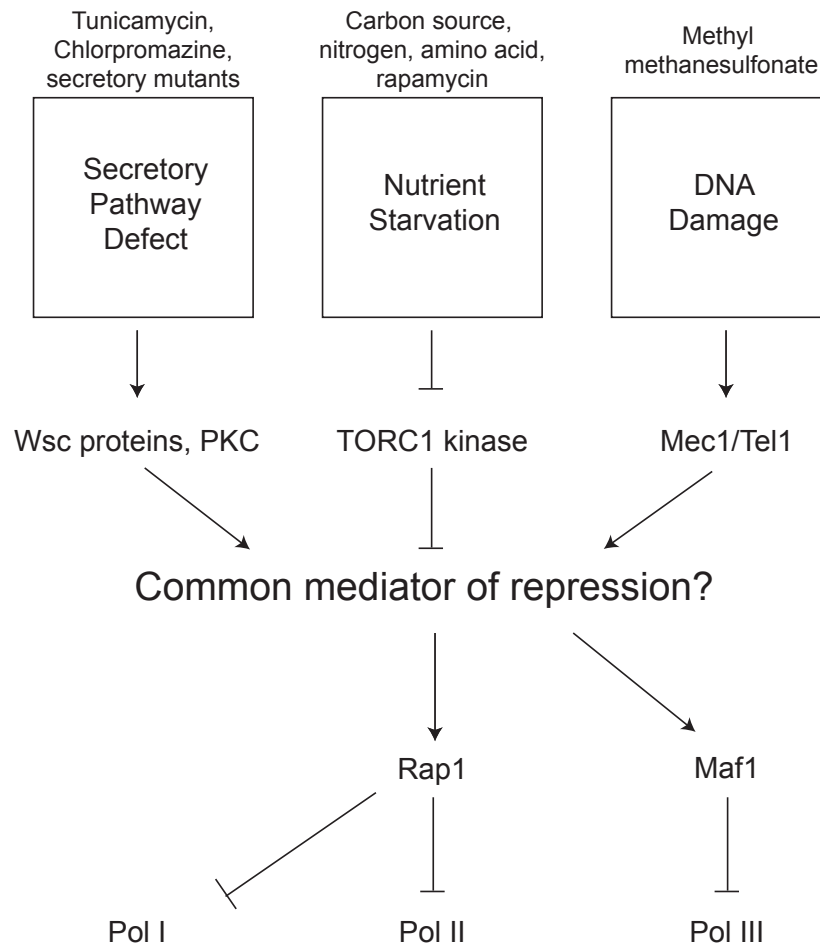 Tunicamycin,
Chlorpromazine,
secretory mutants
Carbon source,
nitrogen, amino acid,
rapamycin
Methyl
methanesulfonate
Secretory
Pathway
Defect
Nutrient
Starvation
DNA
Damage
Wsc proteins, PKC
TORC1 kinase
Mec1/Tel1
Common mediator of repression?
Rap1
Maf1
Pol I
Pol II
Pol III